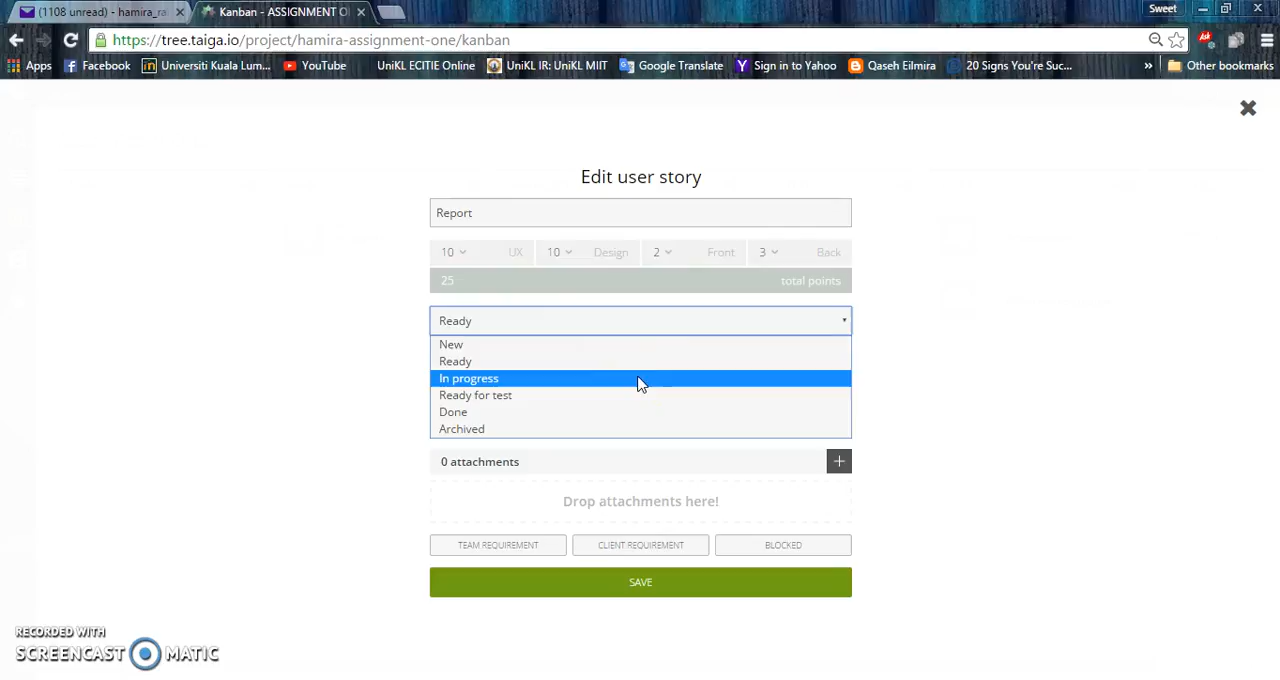 (1108 unread) - hamira_ra
Kanban - ASSIGNMENT O
Sweet
https://tree.taiga.io/project/hamira-assignment-one/kanban
Apps Facebook Universiti Kuala Lum... YouTube UniKL ECITIE Online UniKL IR: UniKL MIIT Google Translate Sign in to Yahoo Qaseh Eilmira 20 Signs You're Suc... » Other bookmarks
Edit user story
Report
10 UX 10 Design 2 Front 3 Back
25 total points
Ready
New
Ready
In progress
Ready for test
Done
Archived
0 attachments
Drop attachments here!
TEAM REQUIREMENT CLIENT REQUIREMENT BLOCKED
SAVE
RECORDED WITH
SCREENCAST MATIC